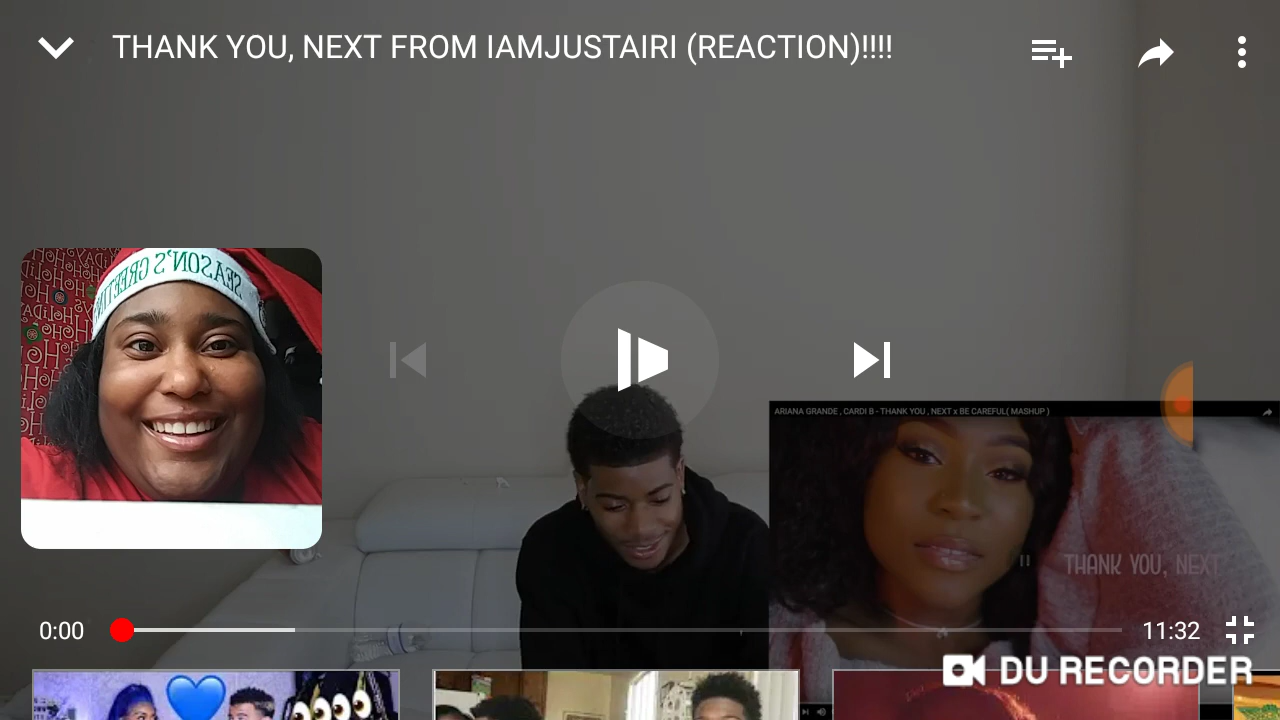 THANK YOU, NEXT FROM IAMJUSTAIRI (REACTION)!!!!
SEASON'S GREETIN
ARIANA GRANDE , CARDI B - THANK YOU , NEXT x BE CAREFUL( MASHUP )
" THANK YOU, NEXT
0:00
11:32
DU RECORDER